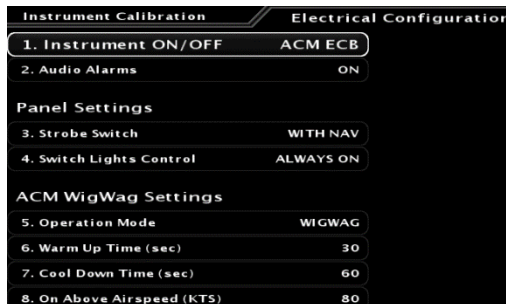 Instrument Calibration
Electrical Configuration
1. Instrument ON/OFF ACM ECB
2. Audio Alarms ON
Panel Settings
3. Strobe Switch WITH NAV
4. Switch Lights Control ALWAYS ON
ACM WigWag Settings
5. Operation Mode WIGWAG
6. Warm Up Time (sec) 30
7. Cool Down Time (sec) 60
8. On Above Airspeed (KTS) 80